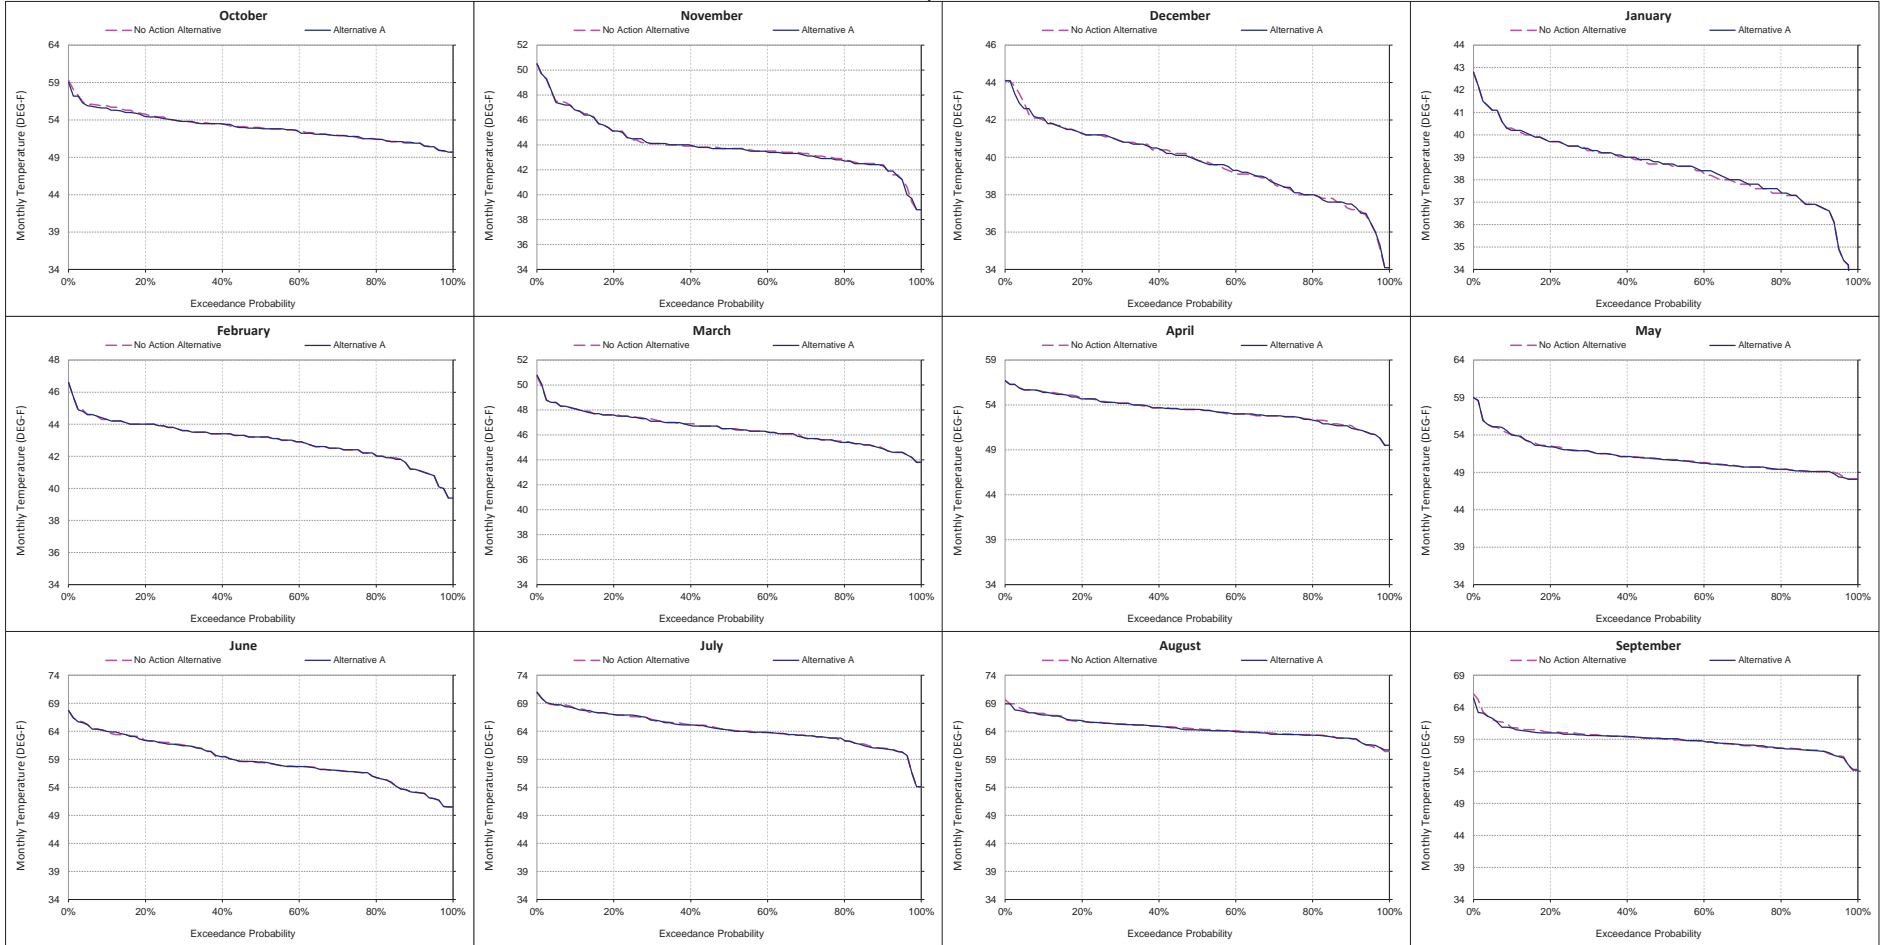 October
No Action Alternative Alternative A
Monthly Temperature (DEG-F)
64
59
54
49
44
39
34
0% 20% 40% 60% 80% 100%
Exceedance Probability
November
No Action Alternative Alternative A
Monthly Temperature (DEG-F)
52
50
48
46
44
42
40
38
36
34
0% 20% 40% 60% 80% 100%
Exceedance Probability
December
No Action Alternative Alternative A
Monthly Temperature (DEG-F)
46
44
42
40
38
36
34
0% 20% 40% 60% 80% 100%
Exceedance Probability
January
No Action Alternative Alternative A
Monthly Temperature (DEG-F)
44
43
42
41
40
39
38
37
36
35
34
0% 20% 40% 60% 80% 100%
Exceedance Probability
February
No Action Alternative Alternative A
Monthly Temperature (DEG-F)
48
46
44
42
40
38
36
34
0% 20% 40% 60% 80% 100%
Exceedance Probability
March
No Action Alternative Alternative A
Monthly Temperature (DEG-F)
52
50
48
46
44
42
40
38
36
34
0% 20% 40% 60% 80% 100%
Exceedance Probability
April
No Action Alternative Alternative A
Monthly Temperature (DEG-F)
59
54
49
44
39
34
0% 20% 40% 60% 80% 100%
Exceedance Probability
May
No Action Alternative Alternative A
Monthly Temperature (DEG-F)
64
59
54
49
44
39
34
0% 20% 40% 60% 80% 100%
Exceedance Probability
June
No Action Alternative Alternative A
Monthly Temperature (DEG-F)
74
69
64
59
54
49
44
39
34
0% 20% 40% 60% 80% 100%
Exceedance Probability
July
No Action Alternative Alternative A
Monthly Temperature (DEG-F)
74
69
64
59
54
49
44
39
34
0% 20% 40% 60% 80% 100%
Exceedance Probability
August
No Action Alternative Alternative A
Monthly Temperature (DEG-F)
74
69
64
59
54
49
44
39
34
0% 20% 40% 60% 80% 100%
Exceedance Probability
September
No Action Alternative Alternative A
Monthly Temperature (DEG-F)
69
64
59
54
49
44
39
34
0% 20% 40% 60% 80% 100%
Exceedance Probability